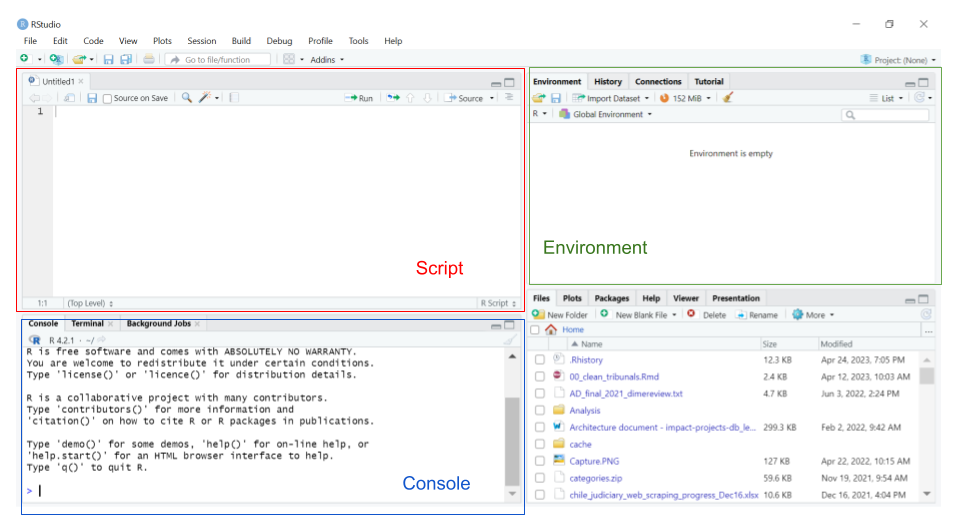 RStudio
File Edit Code View Plots Session Build Debug Profile Tools Help
Go to file/function Addins Project: (None)
Untitled1
Source on Save Run Source
1
Script
1:1 (Top Level) R Script
Console Terminal Background Jobs
R 4.2.1 · ~/
R is free software and comes with ABSOLUTELY NO WARRANTY.
You are welcome to redistribute it under certain conditions.
Type 'license()' or 'licence()' for distribution details.
R is a collaborative project with many contributors.
Type 'contributors()' for more information and
'citation()' on how to cite R or R packages in publications.
Type 'demo()' for some demos, 'help()' for on-line help, or
'help.start()' for an HTML browser interface to help.
Type 'q()' to quit R.
>
Console
Environment History Connections Tutorial
Import Dataset 152 MiB List
R Global Environment
Environment is empty
Environment
Files Plots Packages Help Viewer Presentation
New Folder New Blank File Delete Rename More
Home ...
Name Size Modified
.Rhistory 12.3 KB Apr 24, 2023, 7:05 PM
00_clean_tribunals.Rmd 2.4 KB Apr 12, 2023, 10:03 AM
AD_final_2021_dimereview.txt 4.7 KB Jun 3, 2022, 2:24 PM
Analysis
Architecture document - impact-projects-db_le... 299.3 KB Feb 2, 2022, 9:42 AM
cache
Capture.PNG 127 KB Apr 22, 2022, 10:15 AM
categories.zip 59.6 KB Nov 19, 2021, 9:54 AM
chile_judiciary_web_scraping_progress_Dec16.xlsx 10.6 KB Dec 16, 2021, 4:04 PM